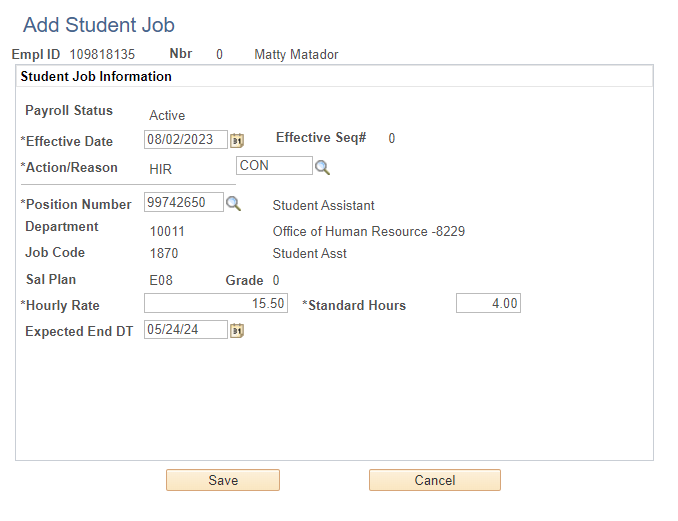 Add Student Job
Empl ID 109818135 Nbr 0 Matty Matador
Student Job Information
Payroll Status Active
*Effective Date 08/02/2023 31 Effective Seq# 0
*Action/Reason HIR CON
*Position Number 99742650 Student Assistant
Department 10011 Office of Human Resource -8229
Job Code 1870 Student Asst
Sal Plan E08 Grade 0
*Hourly Rate 15.50 *Standard Hours 4.00
Expected End DT 05/24/24 31
Save Cancel